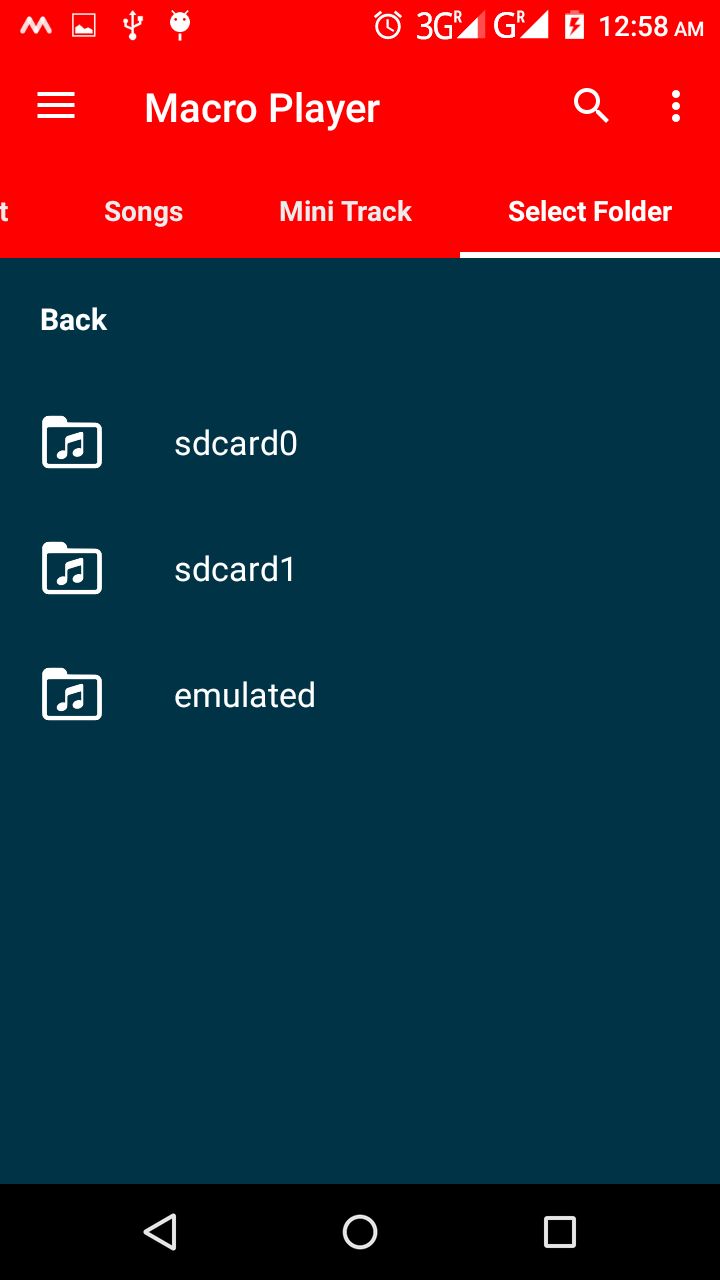 3G R G R 12:58 AM
Macro Player
t Songs Mini Track Select Folder
Back
sdcard0
sdcard1
emulated